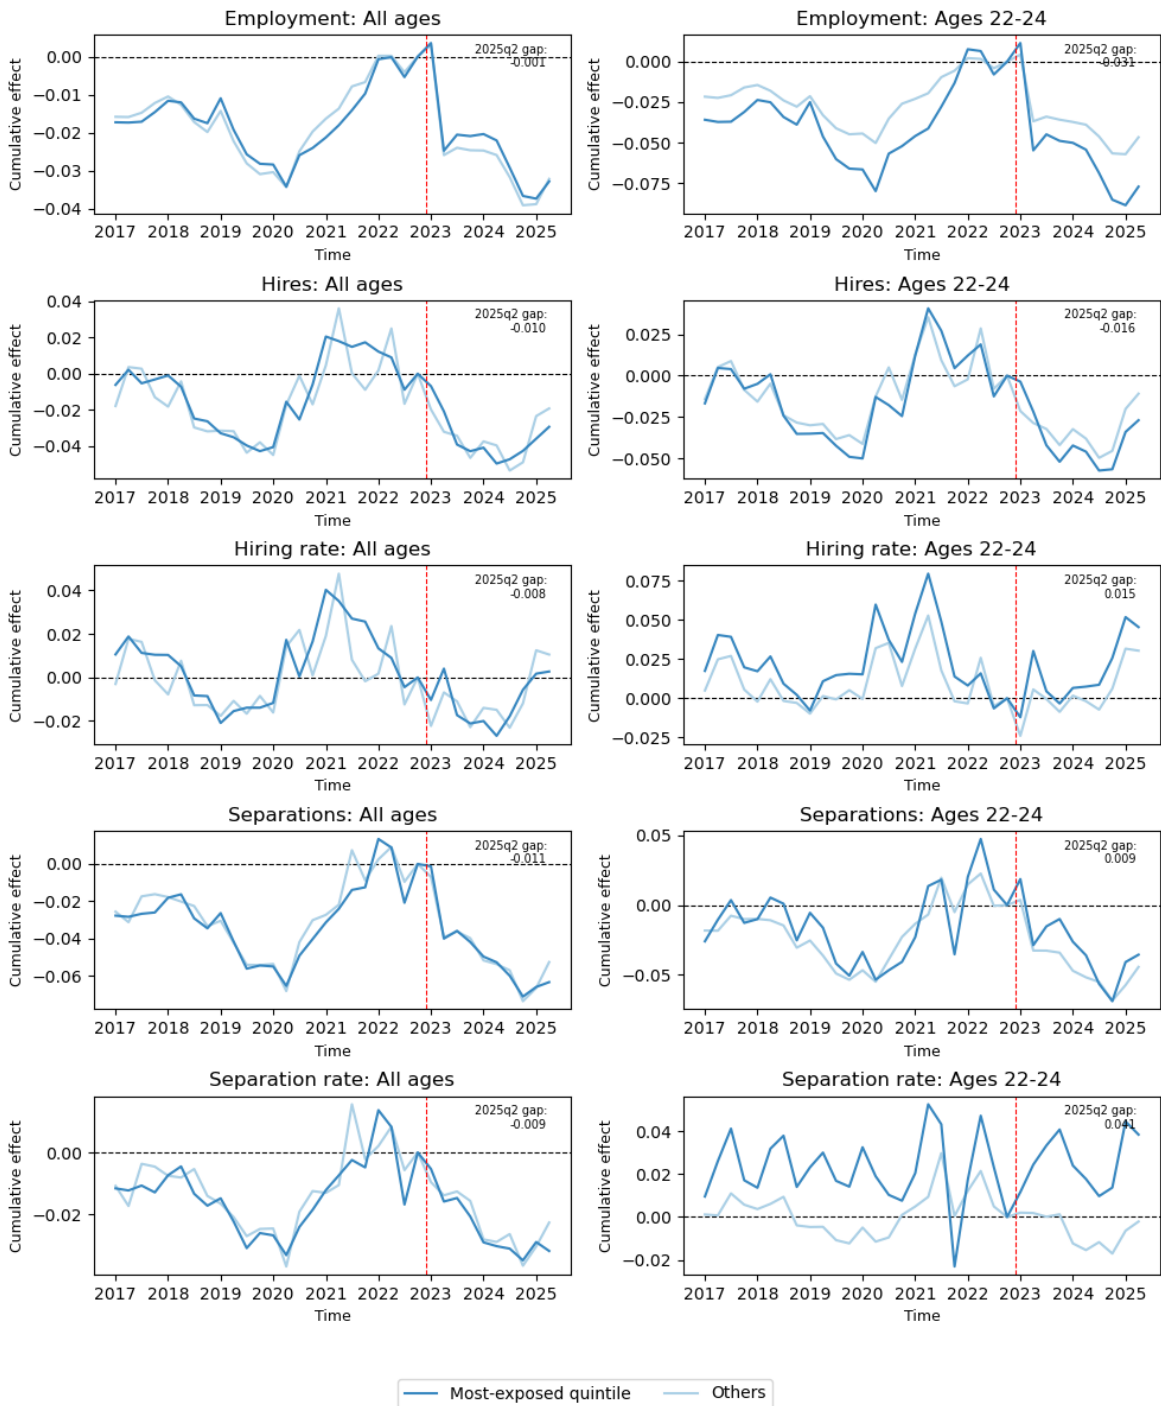 Employment: All ages
Cumulative effect
0.00
−0.01
−0.02
−0.03
−0.04
2025q2 gap:
-0.001
2017 2018 2019 2020 2021 2022 2023 2024 2025
Time
Employment: Ages 22-24
Cumulative effect
0.000
−0.025
−0.050
−0.075
2025q2 gap:
-0.031
2017 2018 2019 2020 2021 2022 2023 2024 2025
Time
Hires: All ages
Cumulative effect
0.04
0.02
0.00
−0.02
−0.04
2025q2 gap:
-0.010
2017 2018 2019 2020 2021 2022 2023 2024 2025
Time
Hires: Ages 22-24
Cumulative effect
0.025
0.000
−0.025
−0.050
2025q2 gap:
-0.016
2017 2018 2019 2020 2021 2022 2023 2024 2025
Time
Hiring rate: All ages
Cumulative effect
0.04
0.02
0.00
−0.02
2025q2 gap:
-0.008
2017 2018 2019 2020 2021 2022 2023 2024 2025
Time
Hiring rate: Ages 22-24
Cumulative effect
0.075
0.050
0.025
0.000
−0.025
2025q2 gap:
0.015
2017 2018 2019 2020 2021 2022 2023 2024 2025
Time
Separations: All ages
Cumulative effect
0.00
−0.02
−0.04
−0.06
2025q2 gap:
-0.011
2017 2018 2019 2020 2021 2022 2023 2024 2025
Time
Separations: Ages 22-24
Cumulative effect
0.05
0.00
−0.05
2025q2 gap:
0.009
2017 2018 2019 2020 2021 2022 2023 2024 2025
Time
Separation rate: All ages
Cumulative effect
0.00
−0.02
2025q2 gap:
-0.009
2017 2018 2019 2020 2021 2022 2023 2024 2025
Time
Separation rate: Ages 22-24
Cumulative effect
0.04
0.02
0.00
−0.02
2025q2 gap:
0.041
2017 2018 2019 2020 2021 2022 2023 2024 2025
Time
Most-exposed quintile
Others